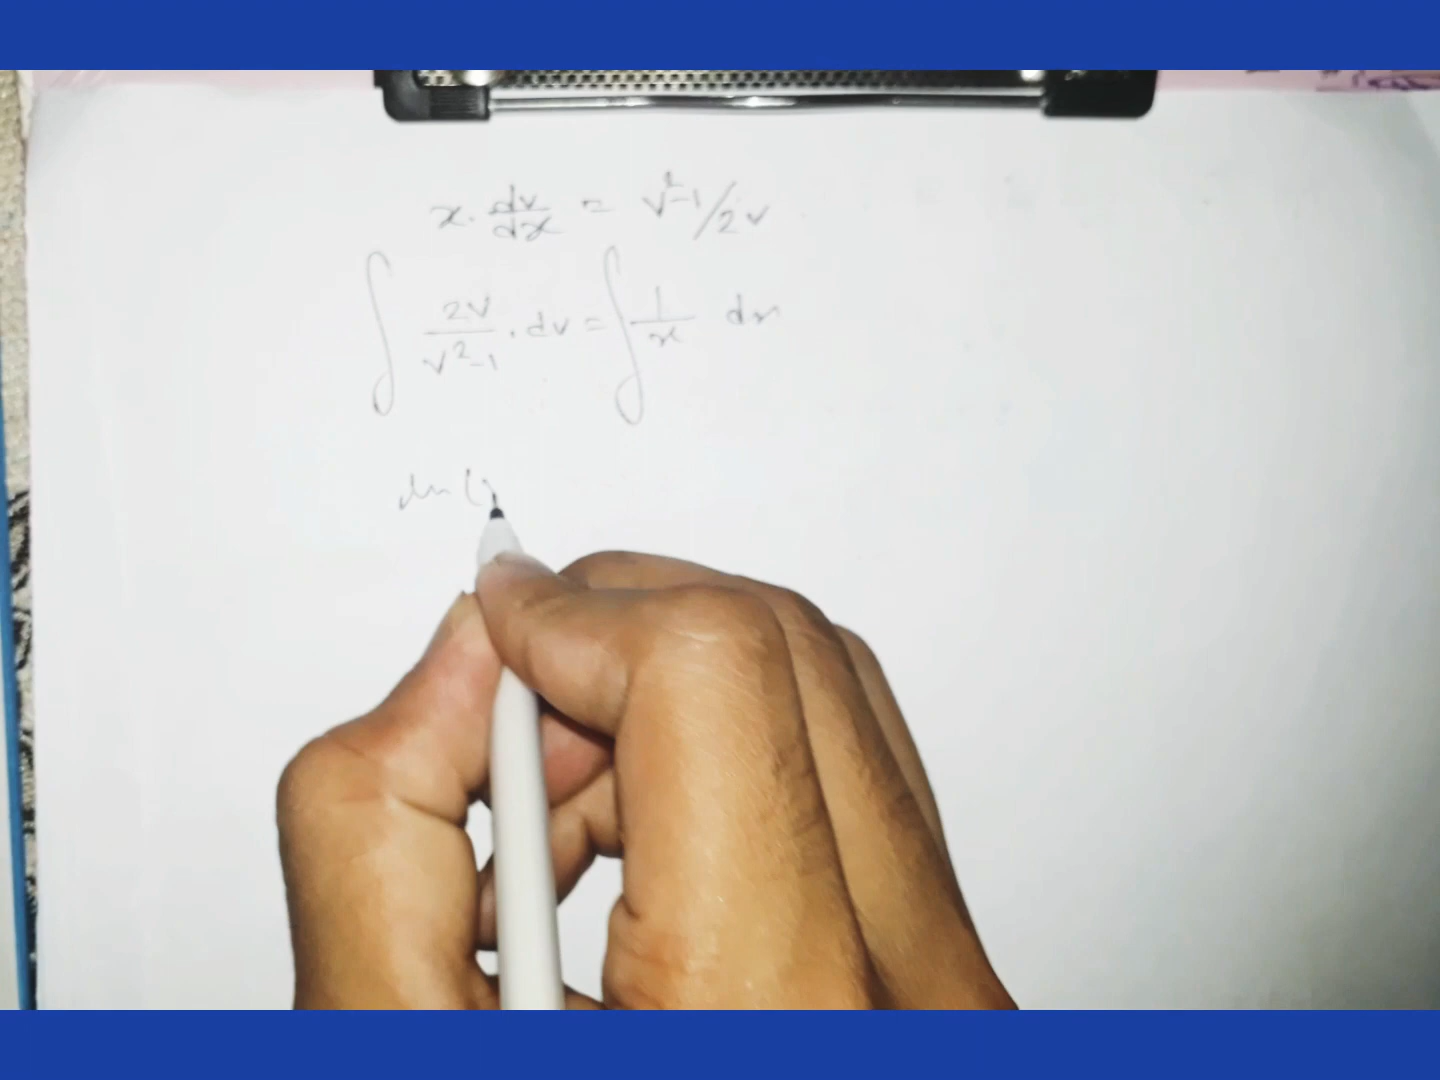 x. dv/dx = v²-1/2v
∫ 2v/v²-1 . dv = ∫ 1/x dx
ln (